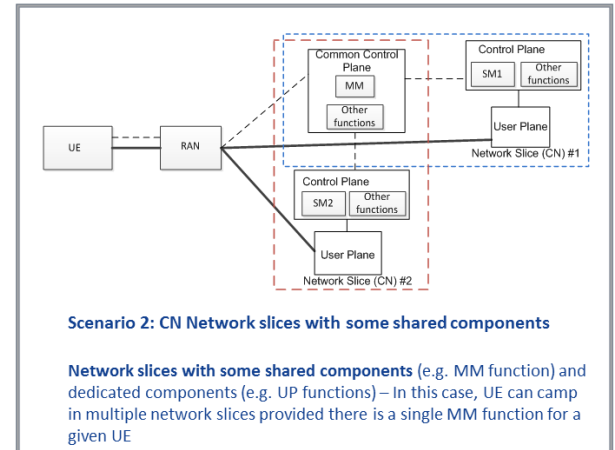 Common Control
Plane
MM
Other
functions
Control Plane
SM1
Other
functions
User Plane
Network Slice (CN) #1
UE
RAN
Control Plane
SM2
Other
functions
User Plane
Network Slice (CN) #2
Scenario 2: CN Network slices with some shared components
Network slices with some shared components (e.g. MM function) and
dedicated components (e.g. UP functions) – In this case, UE can camp
in multiple network slices provided there is a single MM function for a
given UE